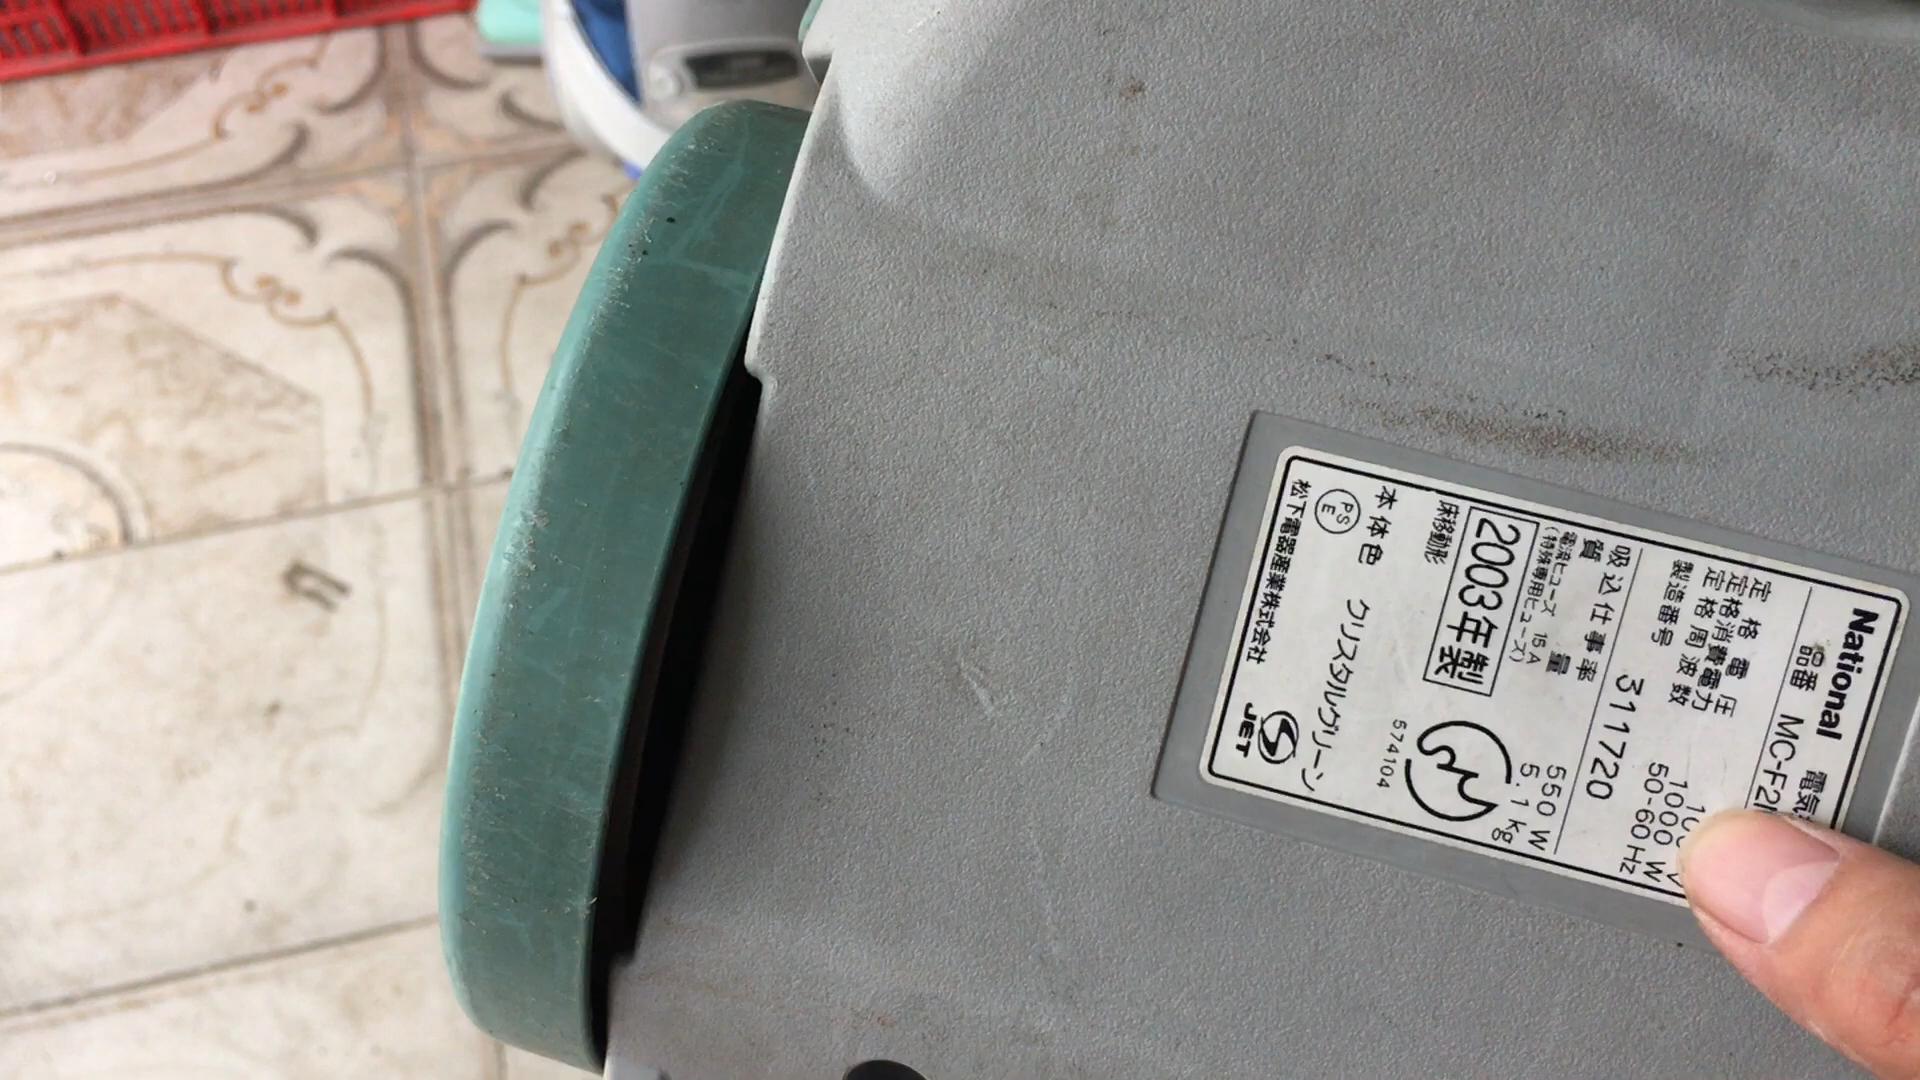 National 電気
品番 MC-F2
定格電圧 10 V
定格消費電力 1000 W
定格周波数 50-60 Hz
製造番号 311720
吸込仕事率 550 W
質量 5.1 kg
(電流ヒューズ 15A
特殊専用ヒューズ)
2003年製
床移動形
574104
本体色 クリスタルグリーン
PS E
松下電器産業株式会社 JET